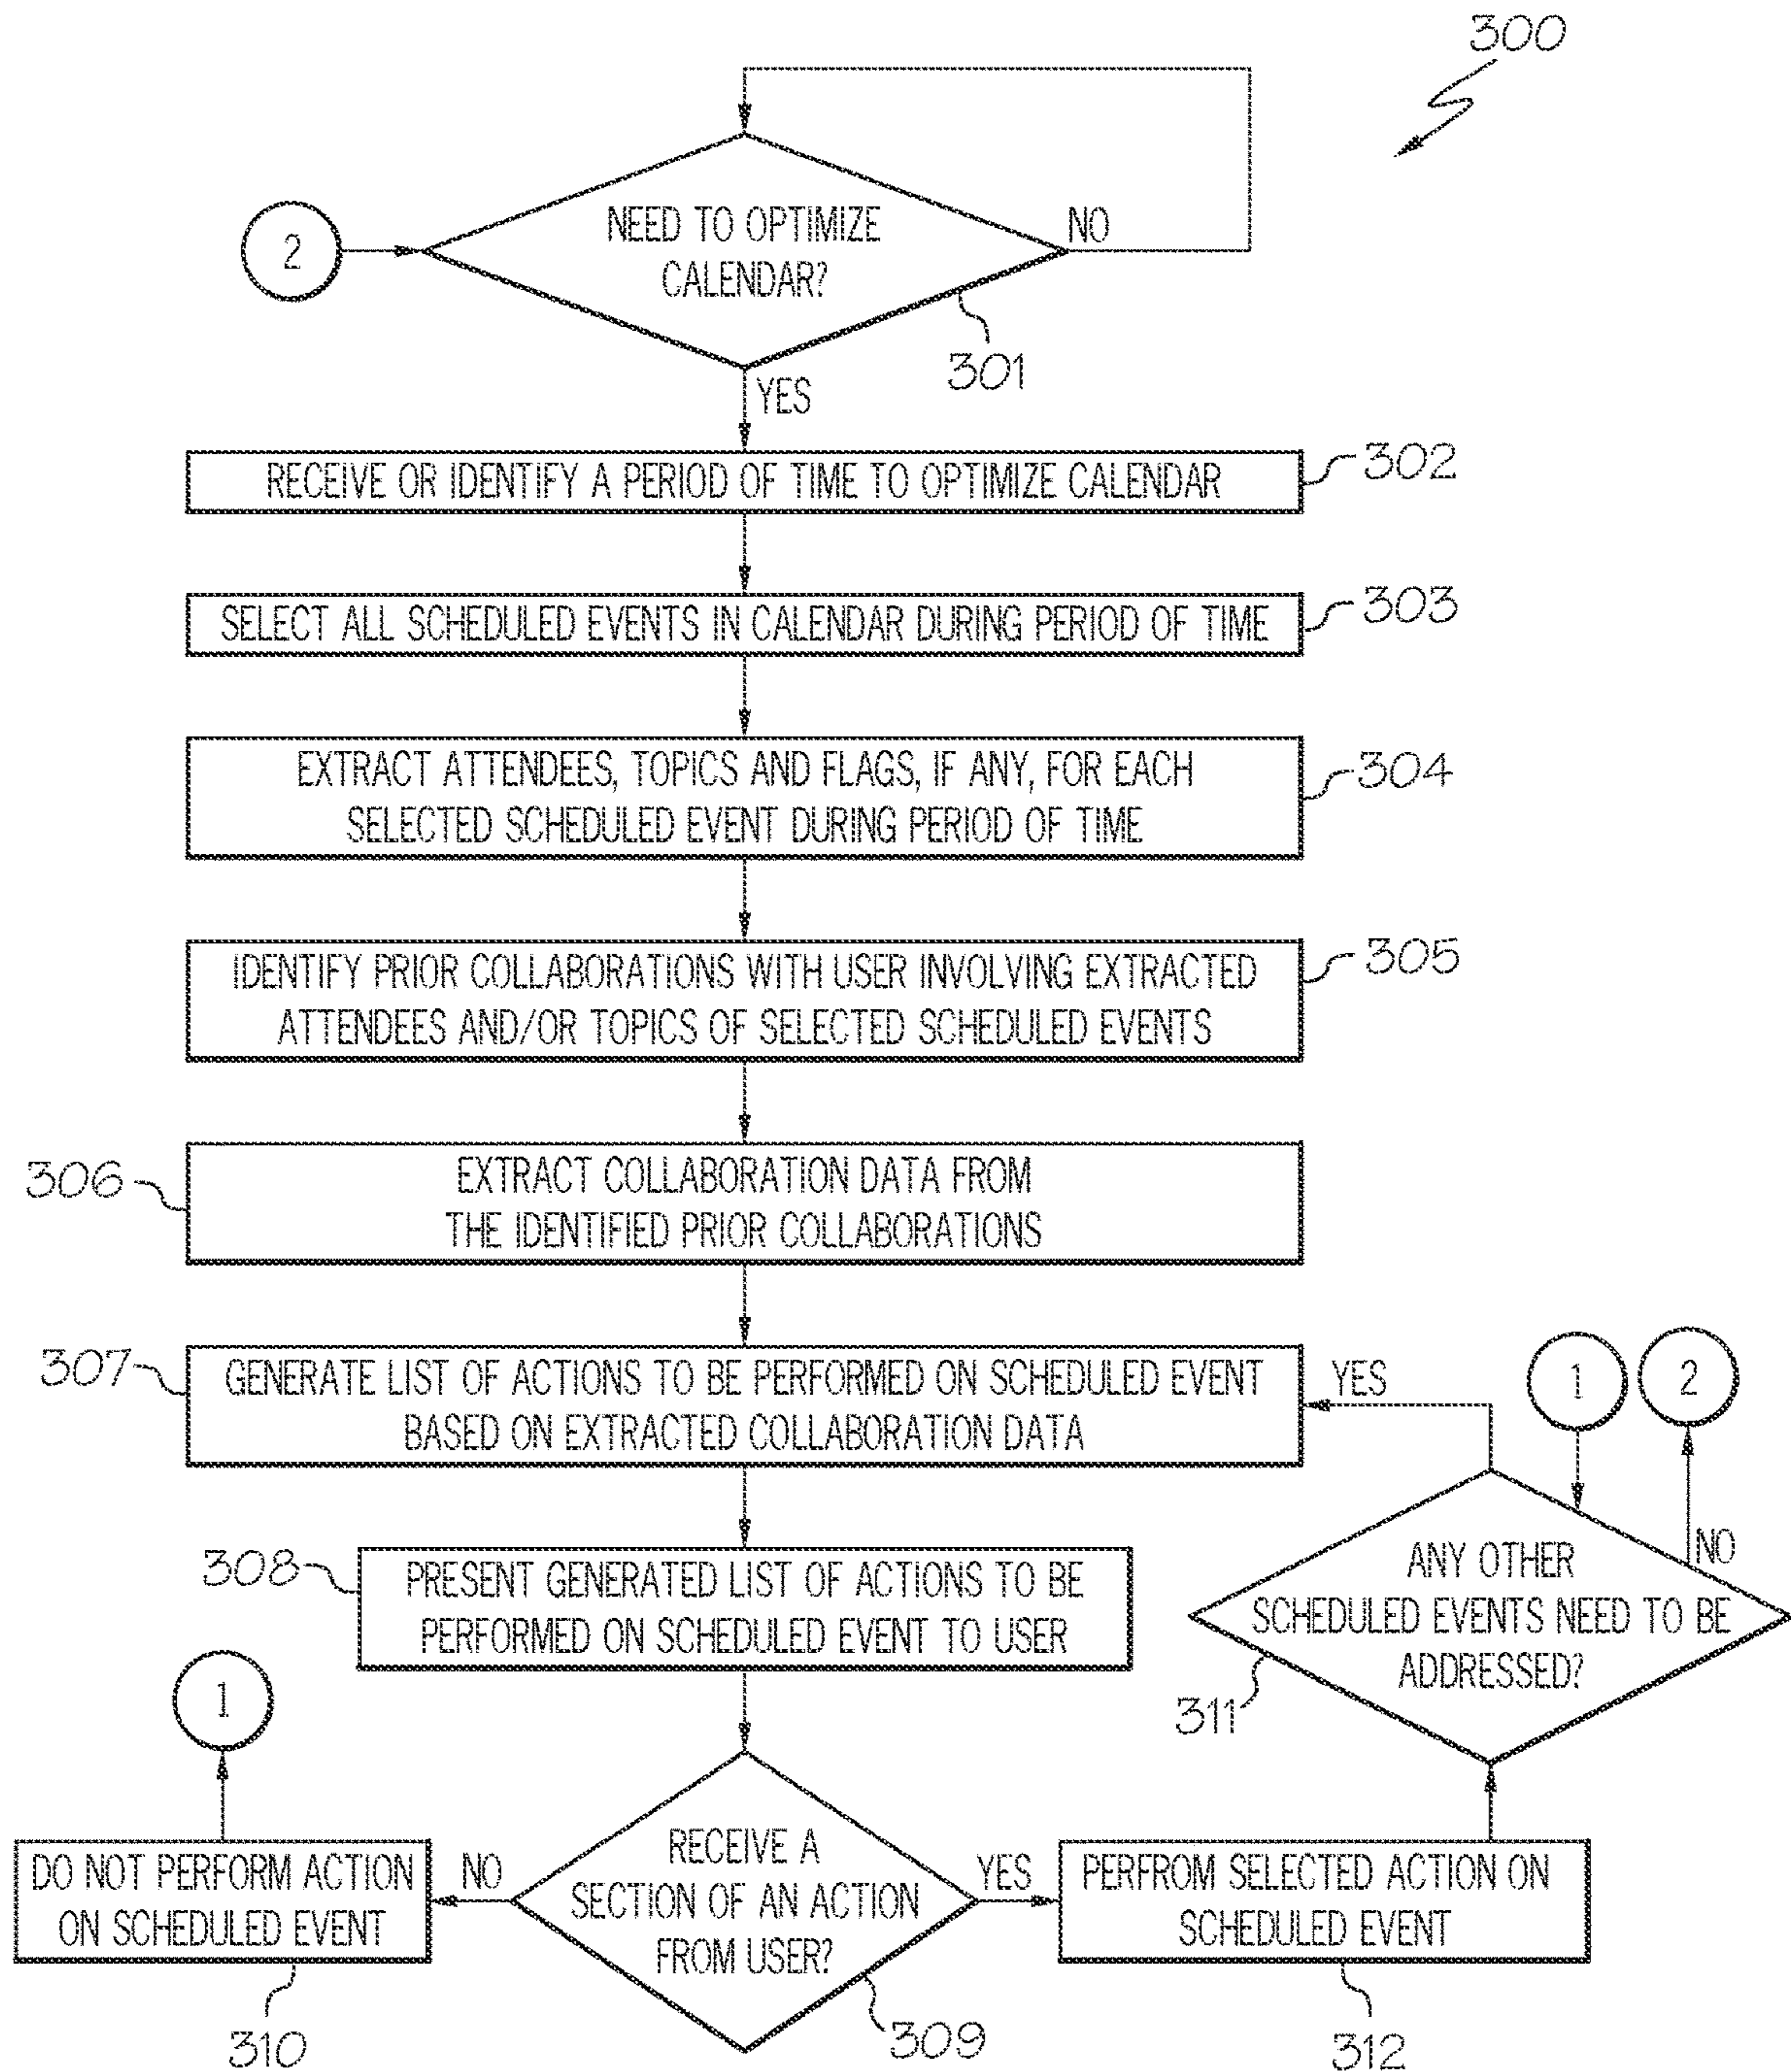 300
2
NEED TO OPTIMIZE
CALENDAR?
NO
301
YES
RECEIVE OR IDENTIFY A PERIOD OF TIME TO OPTIMIZE CALENDAR
302
SELECT ALL SCHEDULED EVENTS IN CALENDAR DURING PERIOD OF TIME
303
EXTRACT ATTENDEES, TOPICS AND FLAGS, IF ANY, FOR EACH
SELECTED SCHEDULED EVENT DURING PERIOD OF TIME
304
IDENTIFY PRIOR COLLABORATIONS WITH USER INVOLVING EXTRACTED
ATTENDEES AND/OR TOPICS OF SELECTED SCHEDULED EVENTS
305
306
EXTRACT COLLABORATION DATA FROM
THE IDENTIFIED PRIOR COLLABORATIONS
307
GENERATE LIST OF ACTIONS TO BE PERFORMED ON SCHEDULED EVENT
BASED ON EXTRACTED COLLABORATION DATA
YES
1
2
308
PRESENT GENERATED LIST OF ACTIONS TO BE
PERFORMED ON SCHEDULED EVENT TO USER
NO
ANY OTHER
SCHEDULED EVENTS NEED TO BE
ADDRESSED?
311
1
DO NOT PERFORM ACTION
ON SCHEDULED EVENT
310
NO
RECEIVE A
SECTION OF AN ACTION
FROM USER?
309
YES
PERFROM SELECTED ACTION ON
SCHEDULED EVENT
312